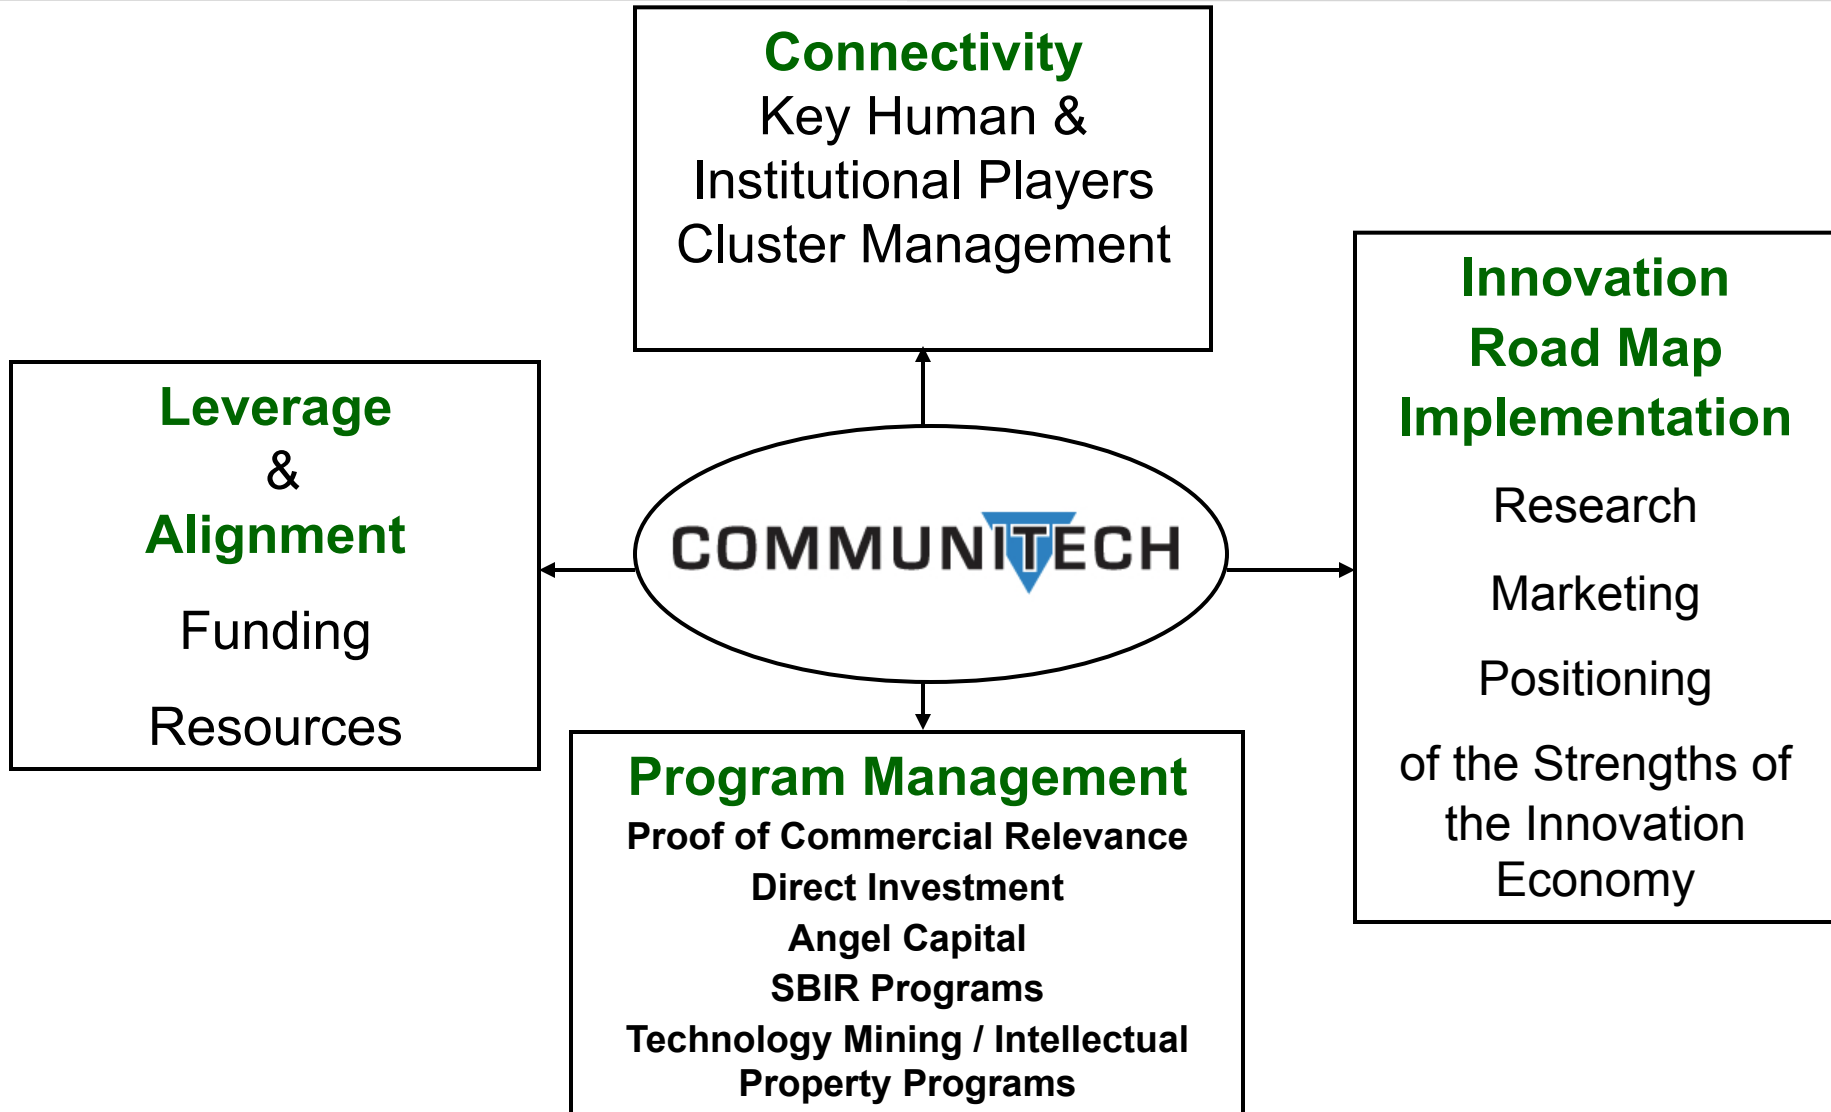 Connectivity
Key Human &
Institutional Players
Cluster Management
Leverage
&
Alignment
Funding
Resources
COMMUNITECH
Innovation
Road Map
Implementation
Research
Marketing
Positioning
of the Strengths of
the Innovation
Economy
Program Management
Proof of Commercial Relevance
Direct Investment
Angel Capital
SBIR Programs
Technology Mining / Intellectual
Property Programs